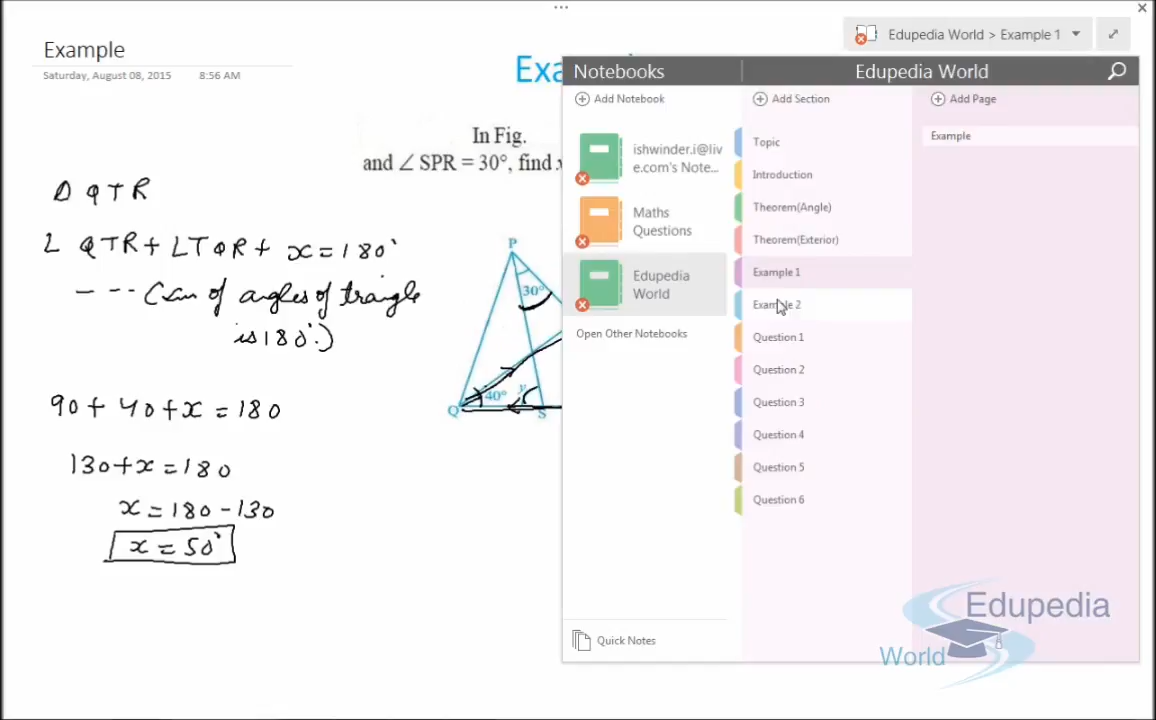 Example
Saturday, August 08, 2015 8:56 AM
Edupedia World > Example 1
Exa
Notebooks
Edupedia World
Add Notebook
Add Section
Add Page
In Fig.
and ∠ SPR = 30°, find
ishwinder.i@liv
e.com's Note...
Maths
Questions
Edupedia
World
Open Other Notebooks
Quick Notes
Topic
Introduction
Theorem(Angle)
Theorem(Exterior)
Example 1
Example 2
Question 1
Question 2
Question 3
Question 4
Question 5
Question 6
Example
Δ QTR
∠ QTR + ∠TQR + x = 180°
- - - (Sum of angles of traingle
is 180°.)
90 + 40 + x = 180
130 + x = 180
x = 180 - 130
x = 50°
P
30°
40°
y
Q
S
Edupedia
World